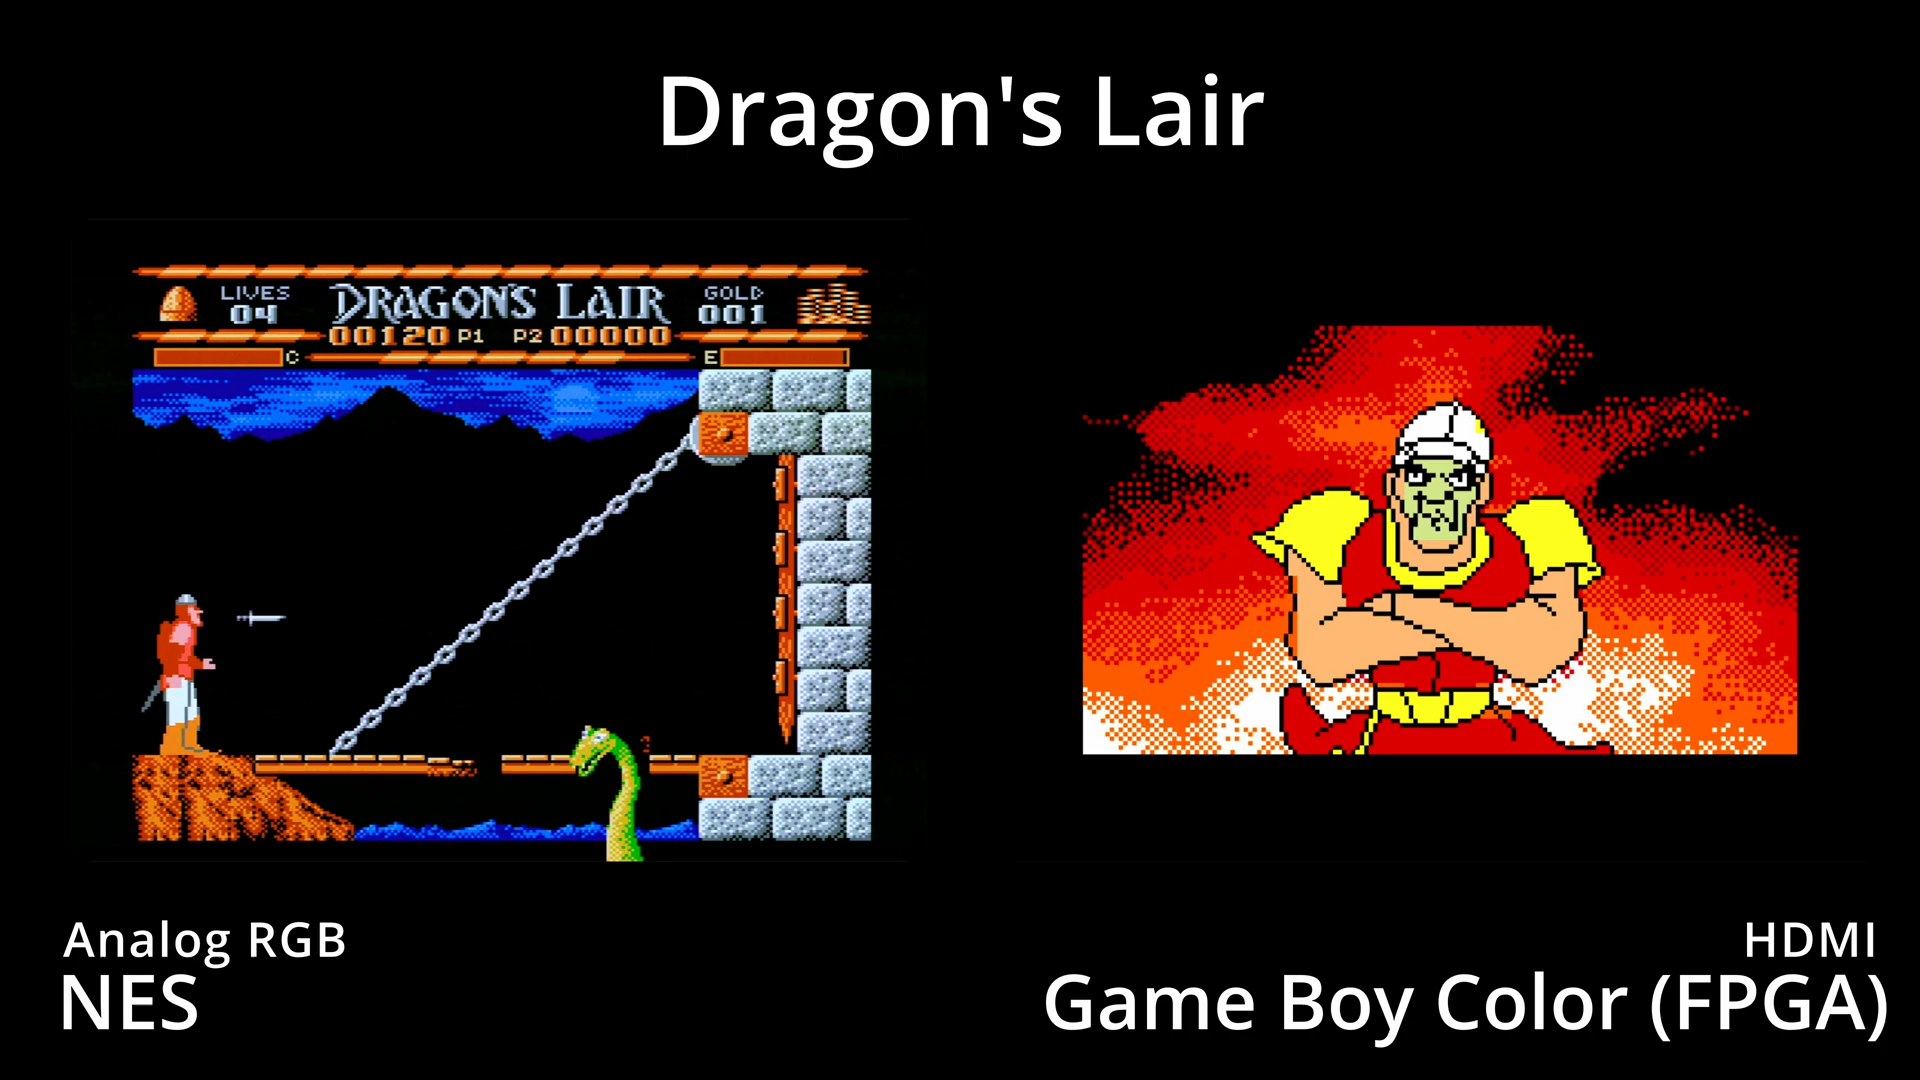 Dragon's Lair
LIVES DRAGON'S LAIR GOLD
04 001
00120 P1 P2 00000
C E
Analog RGB HDMI
NES Game Boy Color (FPGA)